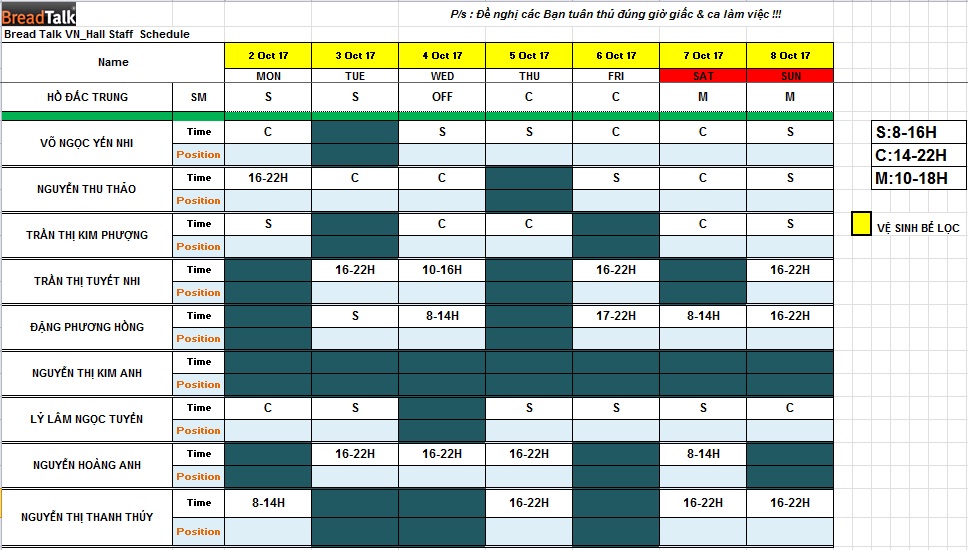 BreadTalk
P/s : Đề nghị các Bạn tuân thủ đúng giờ giấc & ca làm việc !!!
Bread Talk VN_Hall Staff Schedule
Name 2 Oct 17 3 Oct 17 4 Oct 17 5 Oct 17 6 Oct 17 7 Oct 17 8 Oct 17
MON TUE WED THU FRI SAT SUN
HỒ ĐẮC TRUNG SM S S OFF C C M M
VÕ NGỌC YẾN NHI Time C S S C C S
Position
NGUYỄN THU THẢO Time 16-22H C C S C S
Position
TRẦN THỊ KIM PHƯỢNG Time S C C C S
Position
TRẦN THỊ TUYẾT NHI Time 16-22H 10-16H 16-22H 16-22H
Position
ĐẶNG PHƯƠNG HỒNG Time S 8-14H 17-22H 8-14H 16-22H
Position
NGUYỄN THỊ KIM ANH Time
Position
LÝ LÂM NGỌC TUYỀN Time C S S S S C
Position
NGUYỄN HOÀNG ANH Time 16-22H 16-22H 16-22H 8-14H
Position
NGUYỄN THỊ THANH THÚY Time 8-14H 16-22H 16-22H 16-22H
Position
S:8-16H
C:14-22H
M:10-18H
VỆ SINH BỂ LỌC